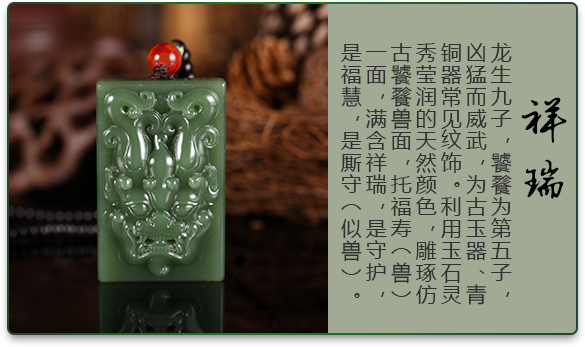 祥瑞
龙生九子，饕餮为第五子，
凶猛而威武，为古玉器、青
铜器常见纹饰。利用玉石灵
秀莹润的天然颜色，雕琢仿
古饕餮兽面，托福寿（兽）
一面，满含祥瑞，是守护，
是福慧，是厮守（似兽）。